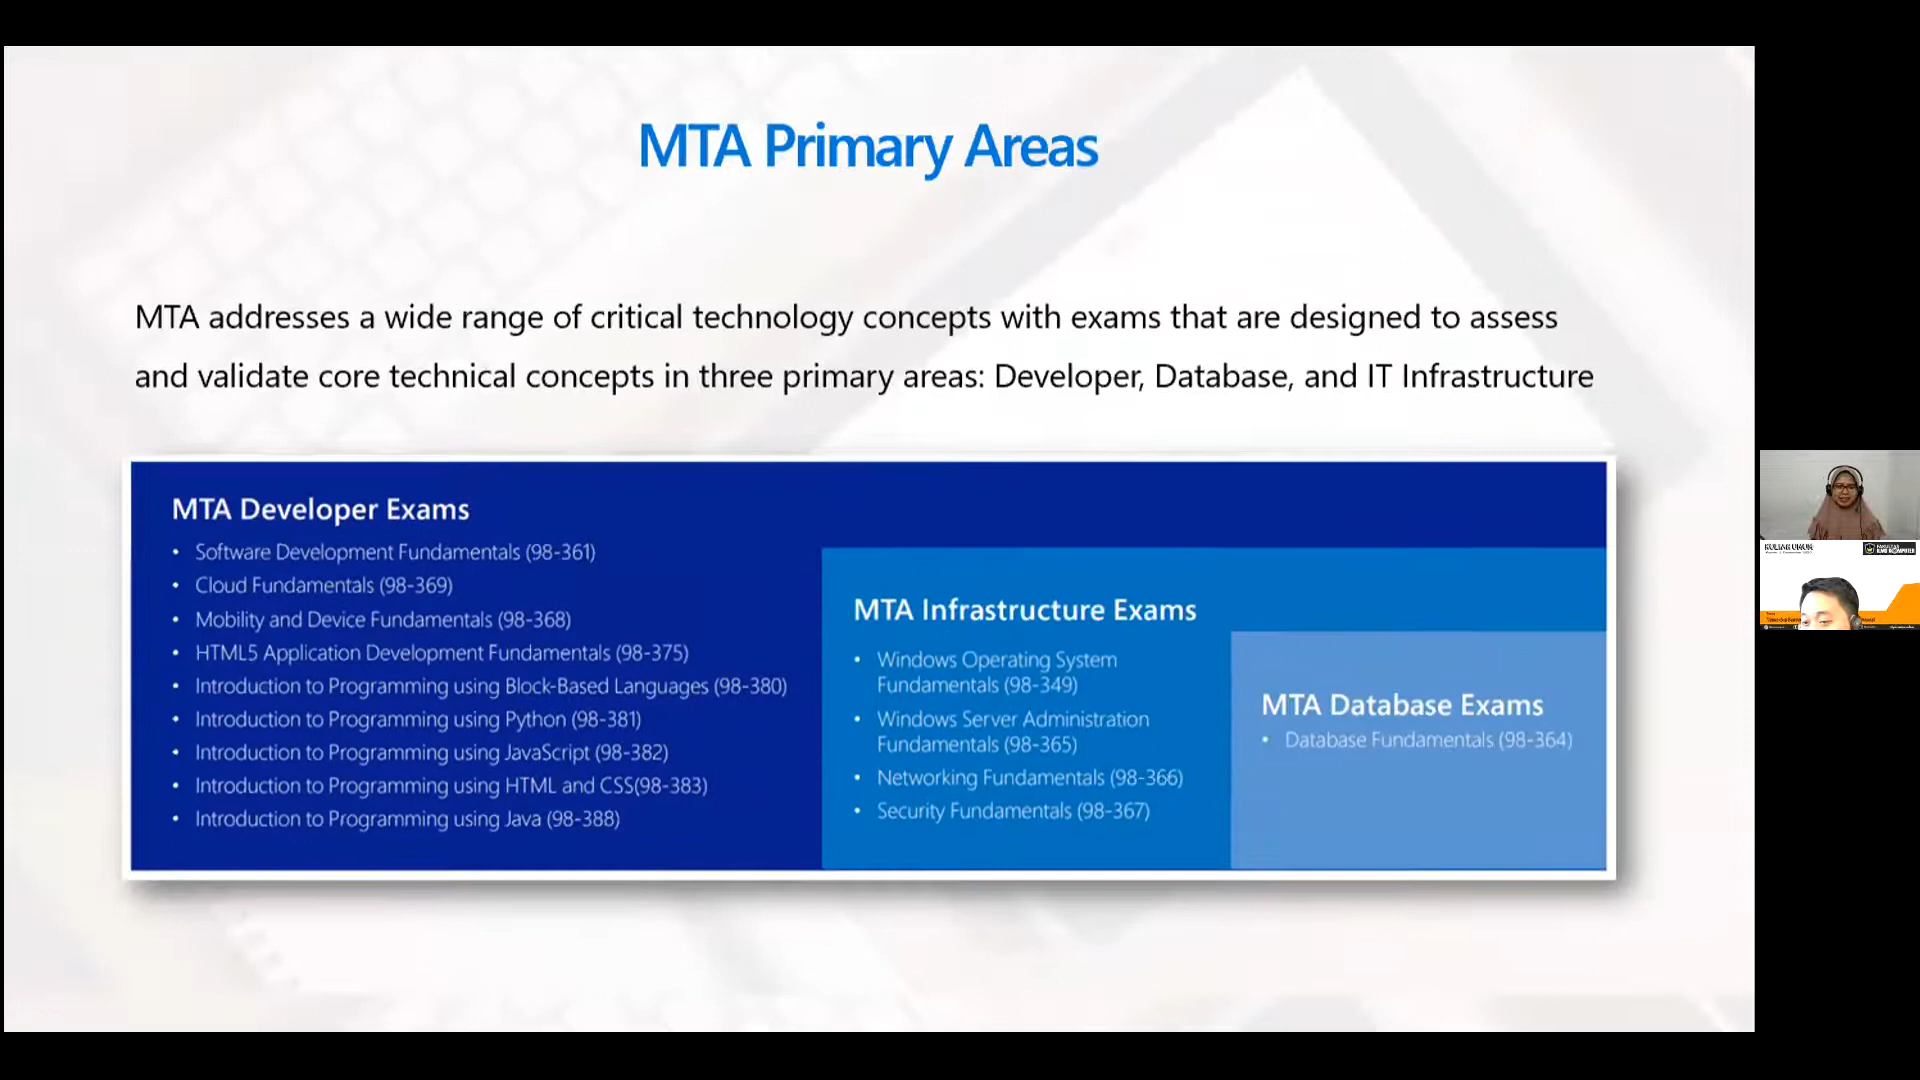 MTA Primary Areas
MTA addresses a wide range of critical technology concepts with exams that are designed to assess
and validate core technical concepts in three primary areas: Developer, Database, and IT Infrastructure
MTA Developer Exams
• Software Development Fundamentals (98-361)
• Cloud Fundamentals (98-369)
• Mobility and Device Fundamentals (98-368)
• HTML5 Application Development Fundamentals (98-375)
• Introduction to Programming using Block-Based Languages (98-380)
• Introduction to Programming using Python (98-381)
• Introduction to Programming using JavaScript (98-382)
• Introduction to Programming using HTML and CSS(98-383)
• Introduction to Programming using Java (98-388)
MTA Infrastructure Exams
• Windows Operating System
Fundamentals (98-349)
• Windows Server Administration
Fundamentals (98-365)
• Networking Fundamentals (98-366)
• Security Fundamentals (98-367)
MTA Database Exams
• Database Fundamentals (98-364)
KULIAH UMUM
FAKULTAS
ILMU KOMPUTER